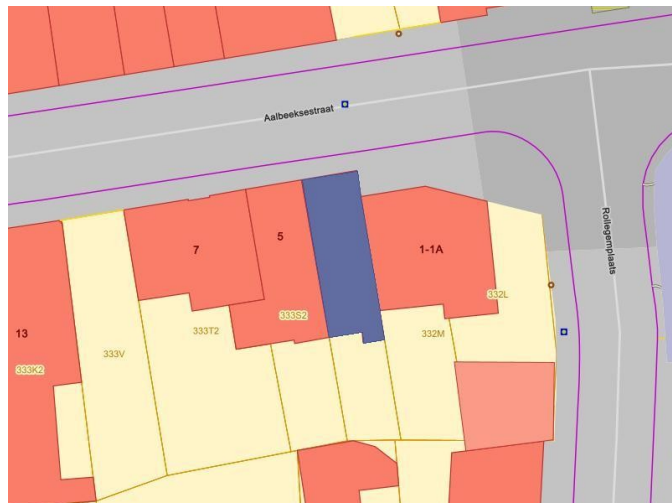 Aalbeeksestraat
Rollegemplaats
7
5
1-1A
332L
333S2
333T2
332M
13
333V
333K2